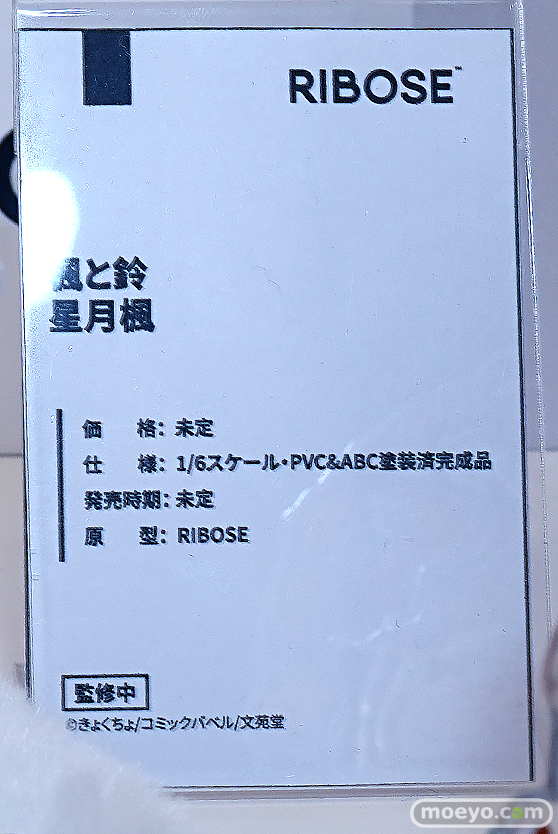 RIBOSE™
楓と鈴
星月楓
価　格：未定
仕　様：1/6スケール・PVC&ABC塗装済完成品
発売時期：未定
原　型：RIBOSE
監修中
©きょくちょ/コミックバベル/文苑堂
moeyo.com